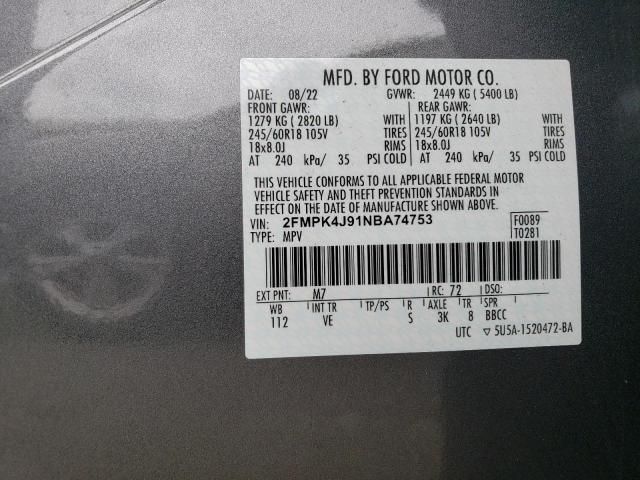 MFD. BY FORD MOTOR CO.
DATE: 08/22 GVWR: 2449 KG ( 5400 LB)
FRONT GAWR: REAR GAWR:
1279 KG ( 2820 LB) WITH 1197 KG ( 2640 LB) WITH
245/60R18 105V TIRES 245/60R18 105V TIRES
18x8.0J RIMS 18x8.0J RIMS
AT 240 kPa/ 35 PSI COLD AT 240 kPa/ 35 PSI COLD
THIS VEHICLE CONFORMS TO ALL APPLICABLE FEDERAL MOTOR
VEHICLE SAFETY AND THEFT PREVENTION STANDARDS IN
EFFECT ON THE DATE OF MANUFACTURE SHOWN ABOVE.
VIN: 2FMPK4J91NBA74753 F0089
TYPE: MPV T0281
EXT PNT: M7 RC: 72 DSO:
WB INT TR TP/PS R AXLE TR SPR
112 VE S 3K 8 BBCC
UTC ▽ 5U5A-1520472-BA